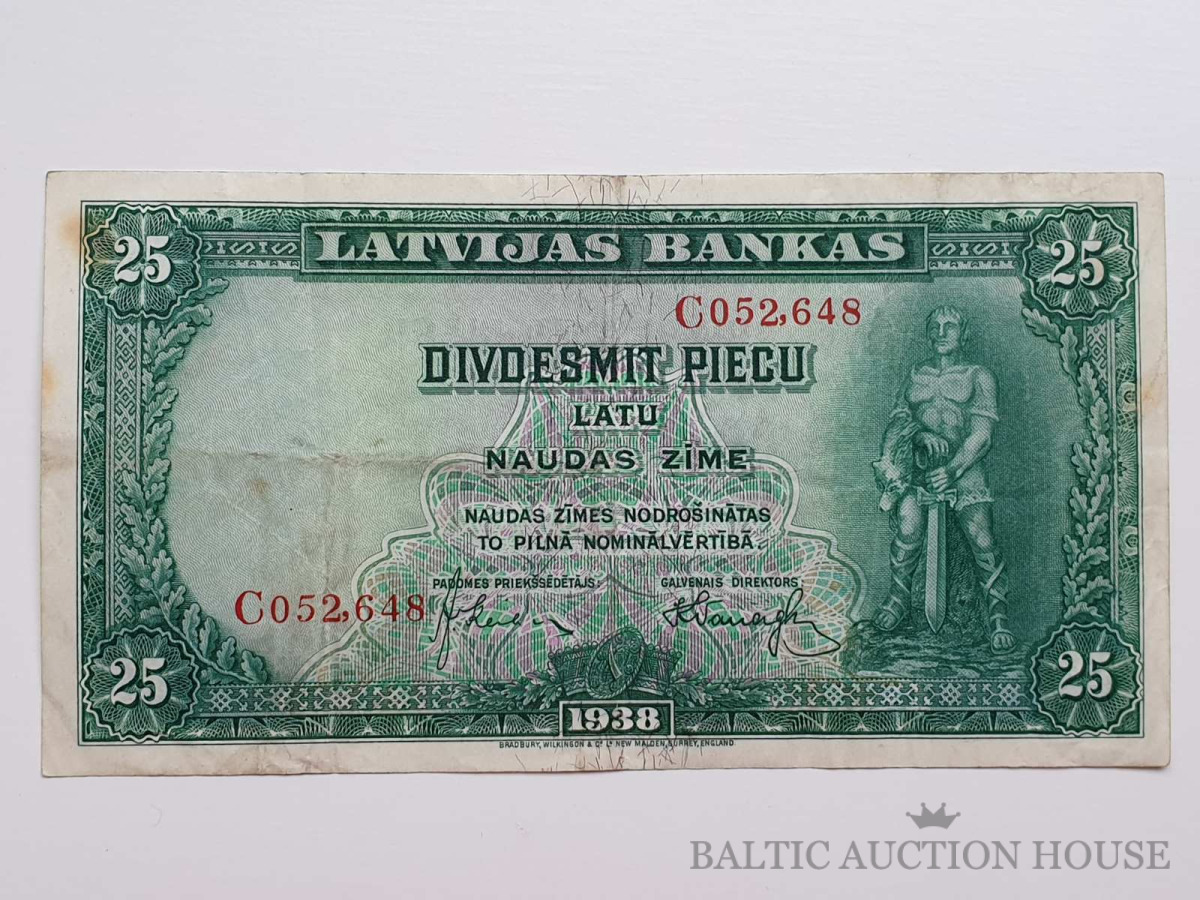 25 LATVIJAS BANKAS 25
C052,648
DIVDESMIT PIECU
LATU
NAUDAS ZĪME
NAUDAS ZĪMES NODROŠINĀTAS
TO PILNĀ NOMINĀLVĒRTĪBĀ.
PADOMES PRIEKŠSĒDĒTĀJS: GALVENAIS DIREKTORS:
C052,648
25 25
1938
BRADBURY, WILKINSON & Cº Lᴰ NEW MALDEN, SURREY, ENGLAND.
BALTIC AUCTION HOUSE